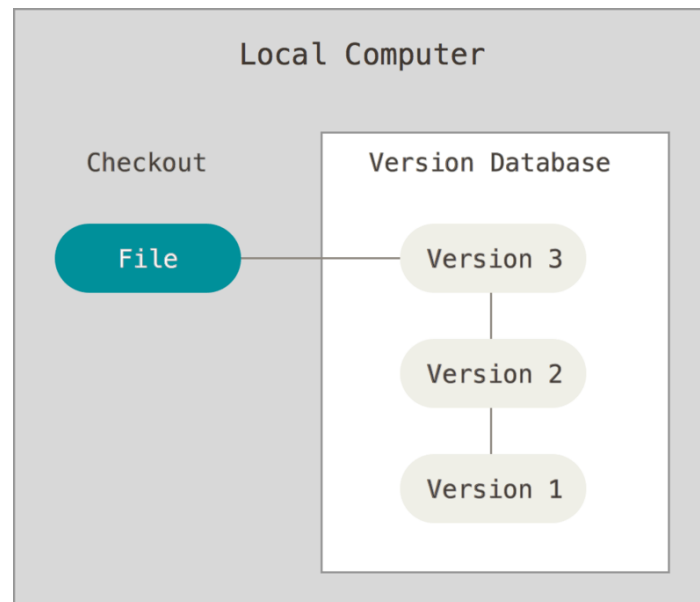 Local Computer
Checkout
Version Database
File
Version 3
Version 2
Version 1